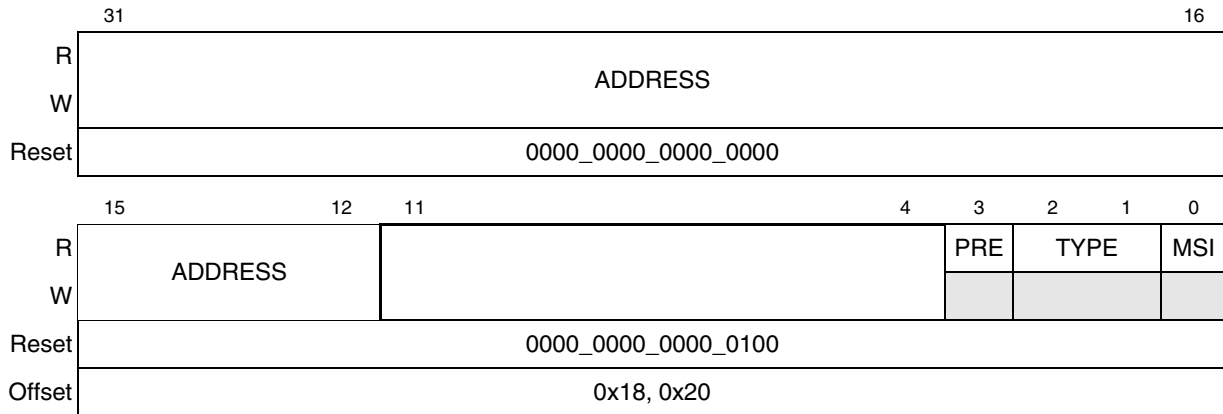 31 16
R
ADDRESS
W
Reset 0000_0000_0000_0000
15 12 11 4 3 2 1 0
R PRE TYPE MSI
ADDRESS
W
Reset 0000_0000_0000_0100
Offset 0x18, 0x20